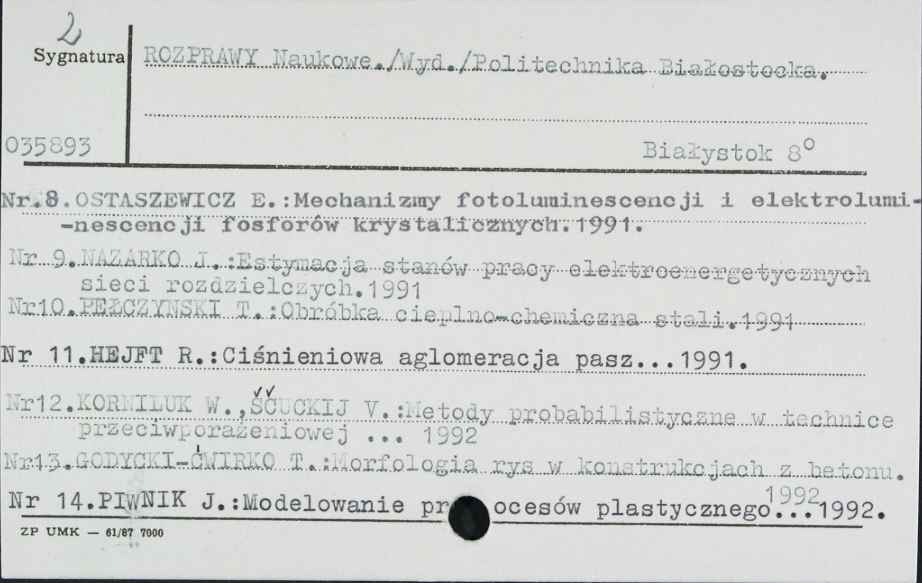 2
Sygnatura
ROZPRAWY Naukowe./Wyd./Politechnika Białostocka.
035893
Białystok 8°
Nr.8.OSTASZEWICZ E.:Mechanizmy fotoluminescencji i elektrolumi-
-nescencji fosforów krystalicznych.1991.
Nr 9.NAZARKO J.:Estymacja stanów pracy elektroenergetycznych
sieci rozdzielczych.1991
Nr10.PEŁCZYNSKI T.:Obróbka cieplno-chemiczna stali.1991
Nr 11.HEJFT R.:Ciśnieniowa aglomeracja pasz...1991.
Nr12.KORNILUK W.,ŠČUCKIJ V.:Metody probabilistyczne w technice
przeciwporażeniowej ... 1992
Nr13.GODYCKI-ĆWIRKO T.:Morfologia rys w konstrukcjach z betonu.
1992
Nr 14.PIWNIK J.:Modelowanie pr ocesów plastycznego...1992.
ZP UMK — 61/87 7000